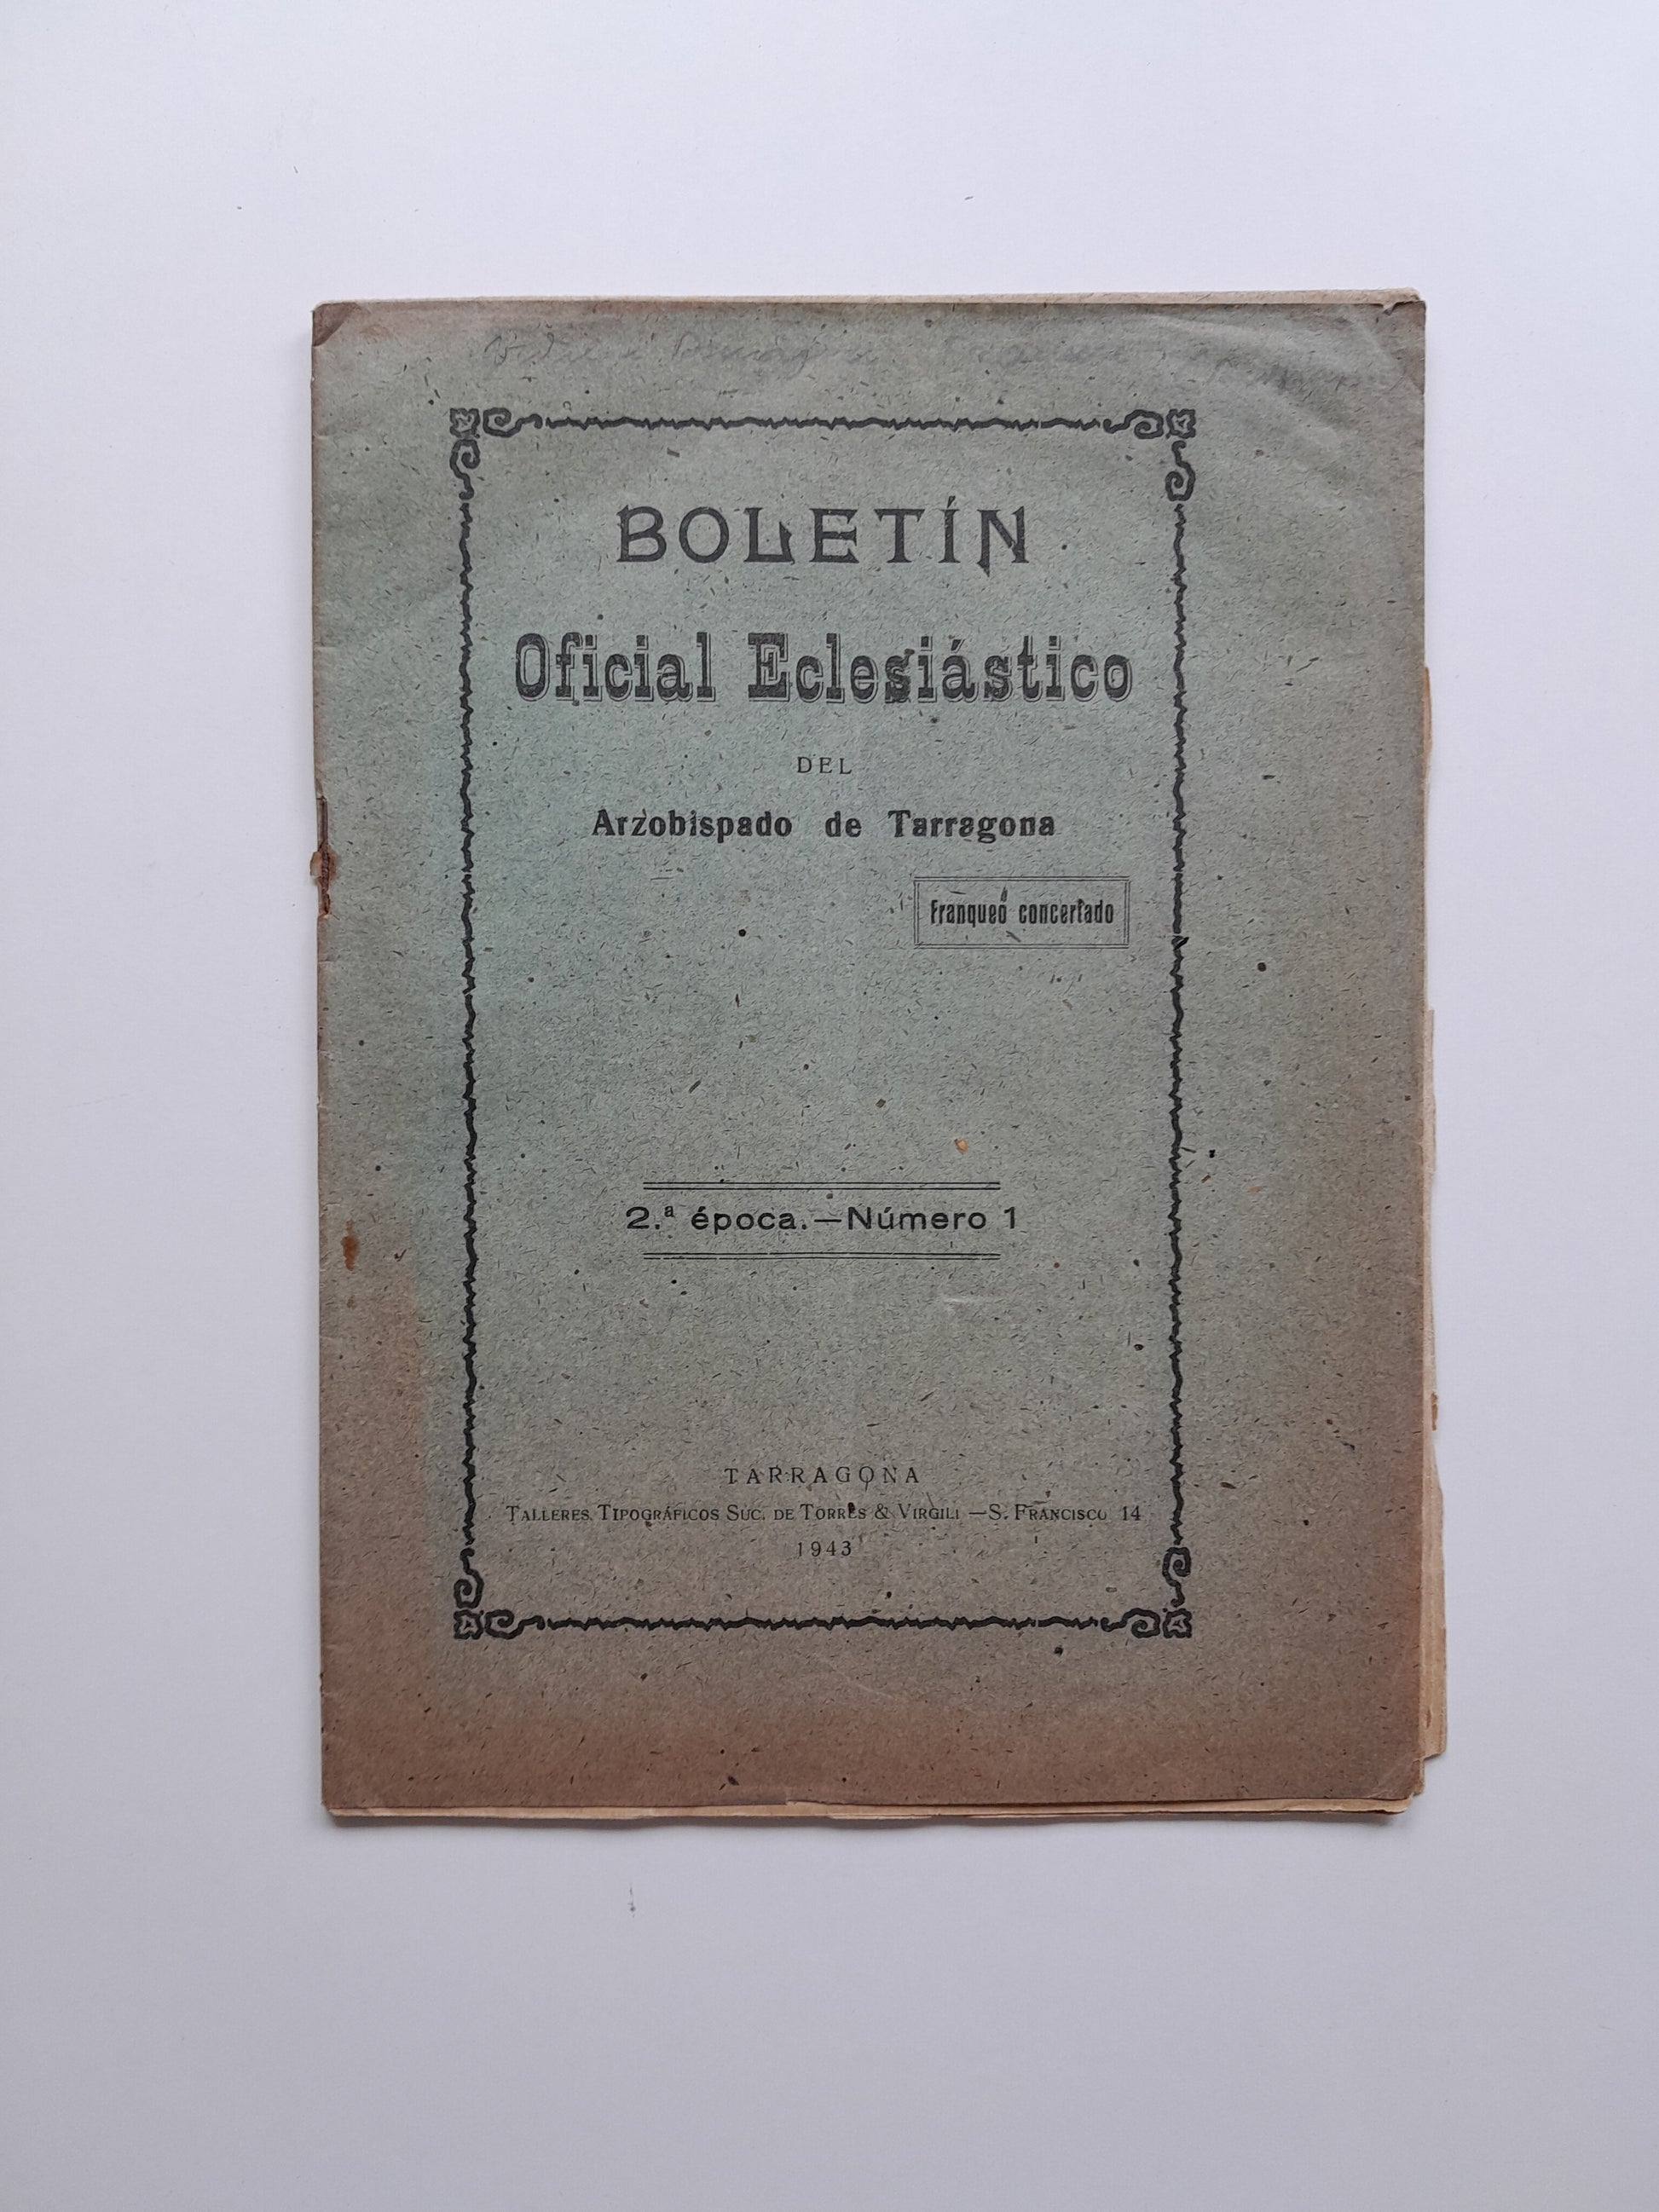 BOLETÍN
Oficial Eclesiástico
DEL
Arzobispado de Tarragona
Franqueo concertado
2.ª época.—Número 1
TARRAGONA
TALLERES TIPOGRÁFICOS SUC. DE TORRES & VIRGILI —S. FRANCISCO 14
1943